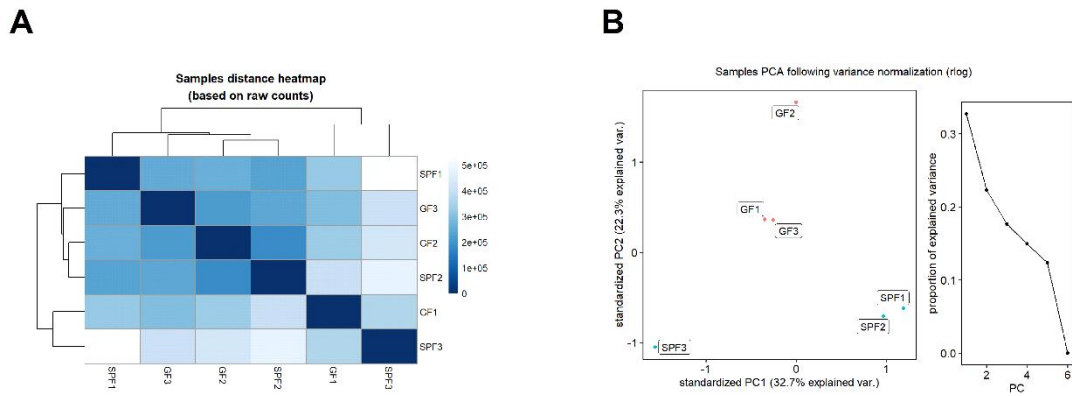 A
Samples distance heatmap
(based on raw counts)
5e+05
4e+05
3e+05
2e+05
1e+05
0
SPF1
GF3
GF2
SPF2
GF1
SPF3
SPF1
GF3
GF2
SPF2
GF1
SPF3
B
Samples PCA following variance normalization (rlog)
standardized PC2 (22.3% explained var.)
1
0
-1
GF2
GF1
GF3
SPF1
SPF2
SPF3
-1
0
1
standardized PC1 (32.7% explained var.)
proportion of explained variance
0.3
0.2
0.1
0.0
2
4
6
PC